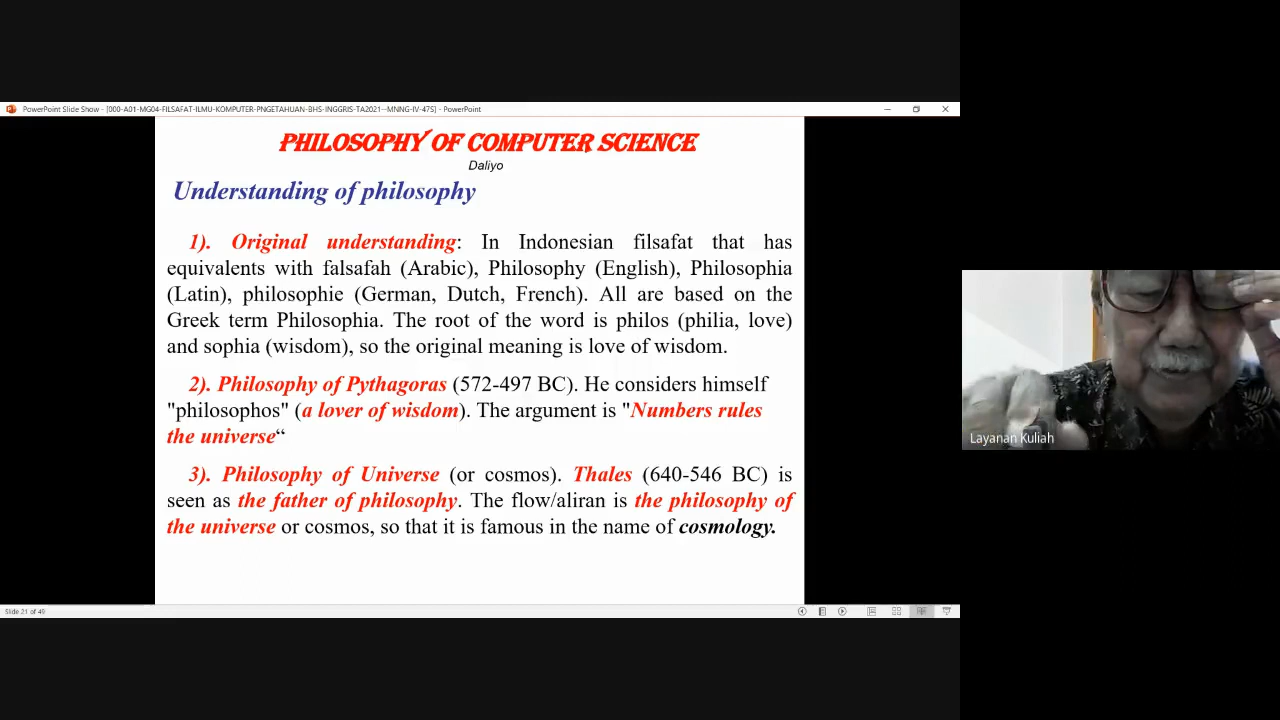 PowerPoint Slide Show - [000-A01-MG04-FILSAFAT-ILMU-KOMPUTER-PNGETAHUAN-BHS-INGGRIS-TA2021--MNNG-IV-47S] - PowerPoint
PHILOSOPHY OF COMPUTER SCIENCE
Daliyo
Understanding of philosophy
1). Original understanding: In Indonesian filsafat that has
equivalents with falsafah (Arabic), Philosophy (English), Philosophia
(Latin), philosophie (German, Dutch, French). All are based on the
Greek term Philosophia. The root of the word is philos (philia, love)
and sophia (wisdom), so the original meaning is love of wisdom.
2). Philosophy of Pythagoras (572-497 BC). He considers himself
"philosophos" (a lover of wisdom). The argument is "Numbers rules
the universe“
3). Philosophy of Universe (or cosmos). Thales (640-546 BC) is
seen as the father of philosophy. The flow/aliran is the philosophy of
the universe or cosmos, so that it is famous in the name of cosmology.
Slide 21 of 49
Layanan Kuliah